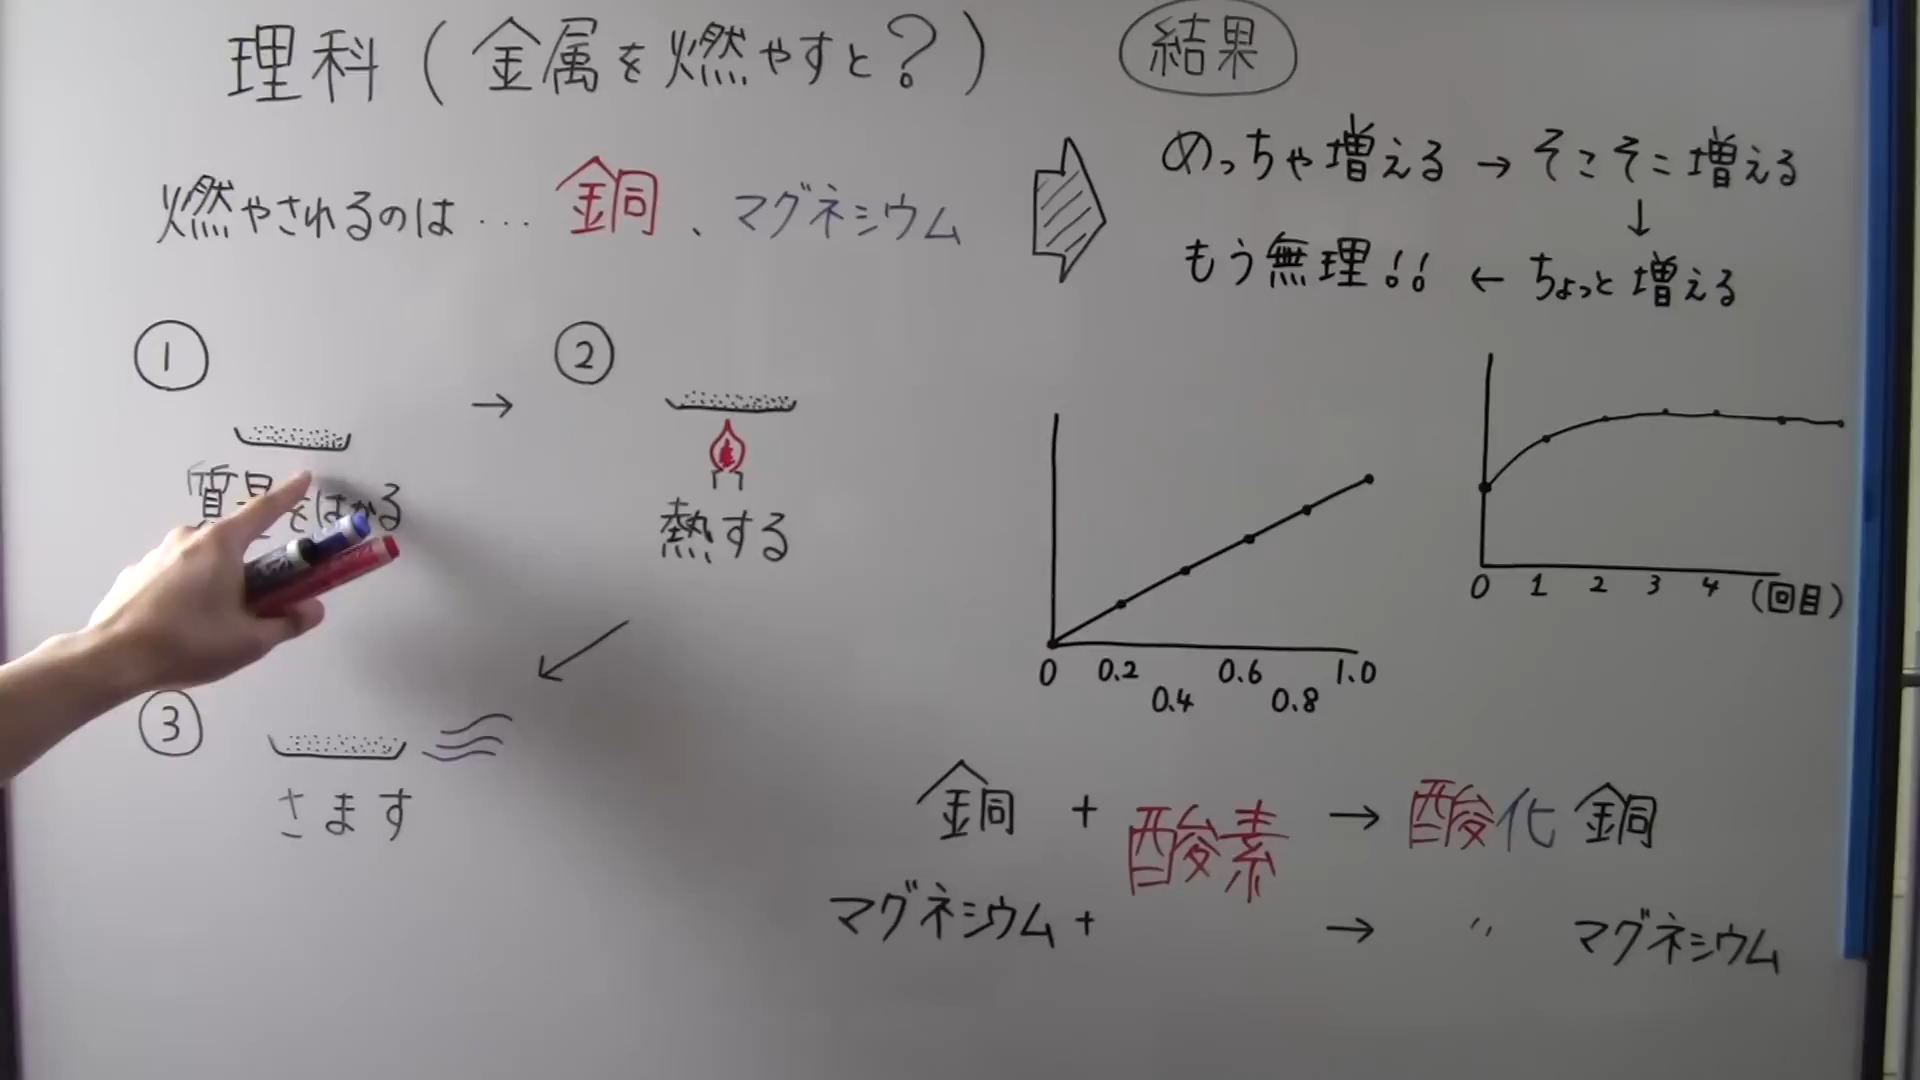 理科(金属を燃やすと?)
燃やされるのは… 銅、マグネシウム
①
質量をはかる
→
②
熱する
③
さます
結果
めっちゃ増える → そこそこ増える
↓
もう無理!! ← ちょっと増える
0 0.2 0.4 0.6 0.8 1.0
0 1 2 3 4 (回目)
銅 + 酸素 → 酸化銅
マグネシウム + → 〃 マグネシウム